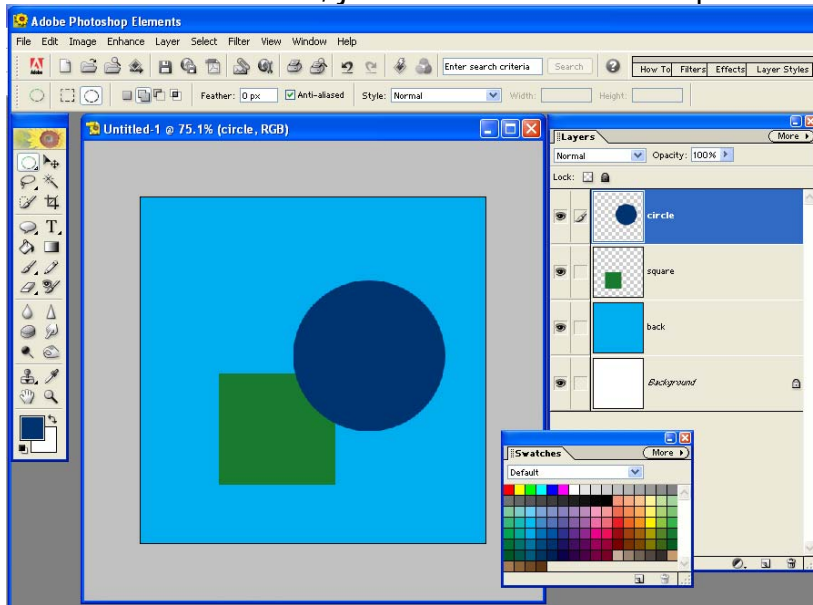 Adobe Photoshop Elements
File Edit Image Enhance Layer Select Filter View Window Help
Enter search criteria Search How To Filters Effects Layer Styles
Feather: 0 px Anti-aliased Style: Normal Width: Height:
Untitled-1 @ 75.1% (circle, RGB)
Layers More
Normal Opacity: 100%
Lock:
circle
square
back
Background
Swatches More
Default